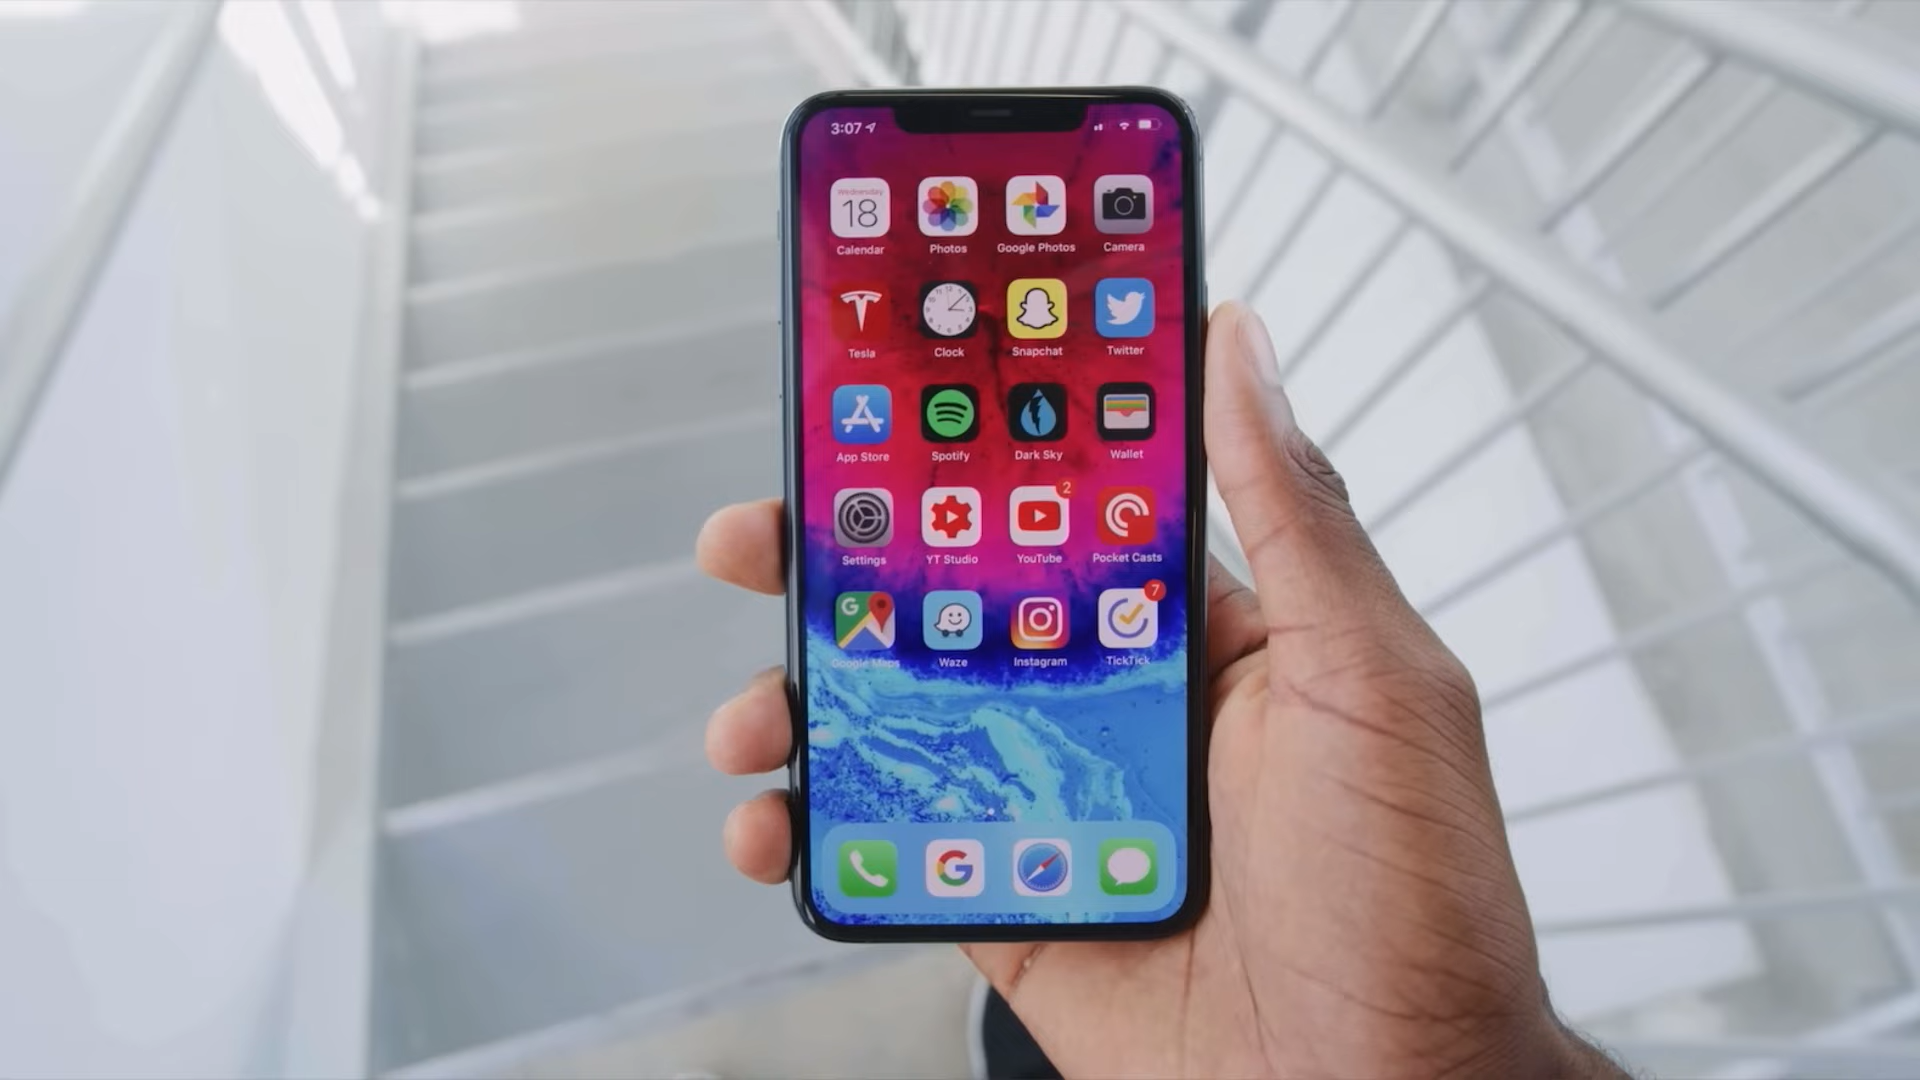 3:07
Wednesday
18
Calendar
Photos
Google Photos
Camera
Tesla
Clock
Snapchat
Twitter
App Store
Spotify
Dark Sky
Wallet
2
Settings
YT Studio
YouTube
Pocket Casts
7
Google Maps
Waze
Instagram
TickTick